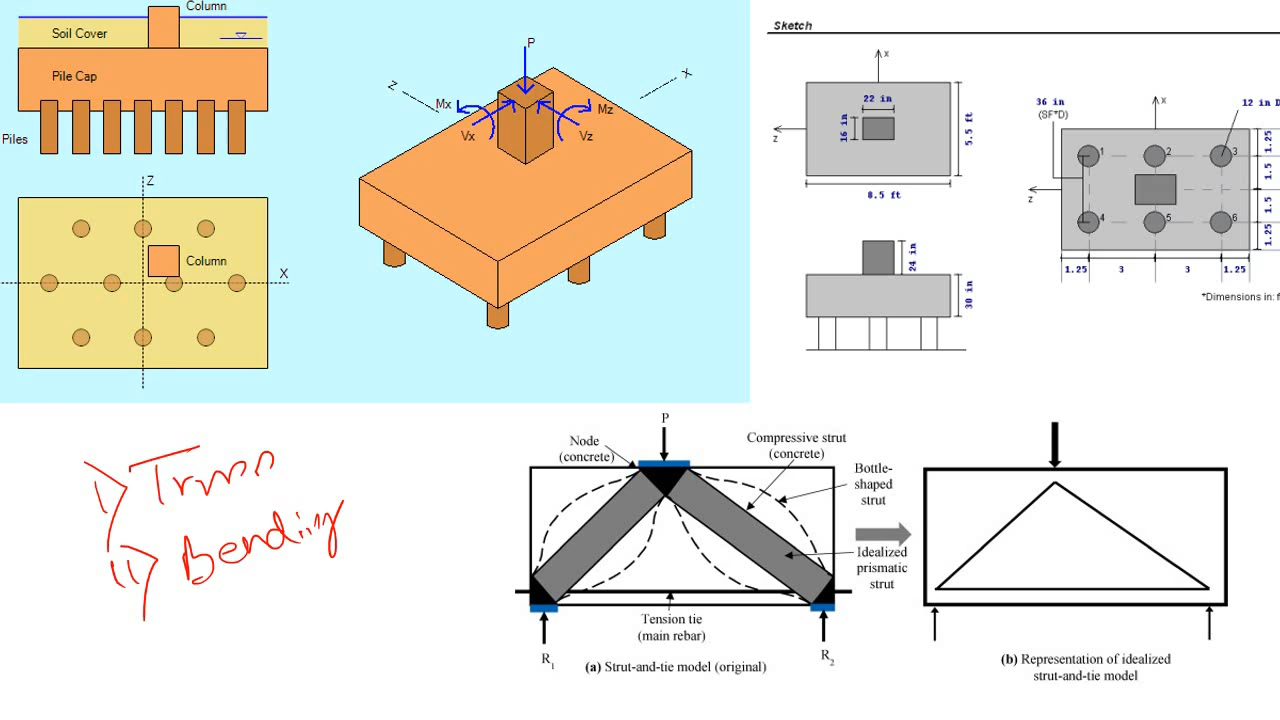 Column
Soil Cover
Pile Cap
Piles
Z
Column
X
P
Z
X
Mx
Mz
Vx
Vz
Sketch
x
22 in
16 in
z
5.5 ft
8.5 ft
24 in
30 in
36 in
(SF*D)
x
12 in D
1 2 3
z
4 5 6
1.25
1.5
1.5
1.25
1.25 3 3 1.25
*Dimensions in: f
i) Truss
ii) Bending
P
Node
(concrete)
Compressive strut
(concrete)
Bottle-
shaped
strut
Idealized
prismatic
strut
Tension tie
(main rebar)
R1
R2
(a) Strut-and-tie model (original)
(b) Representation of idealized
strut-and-tie model